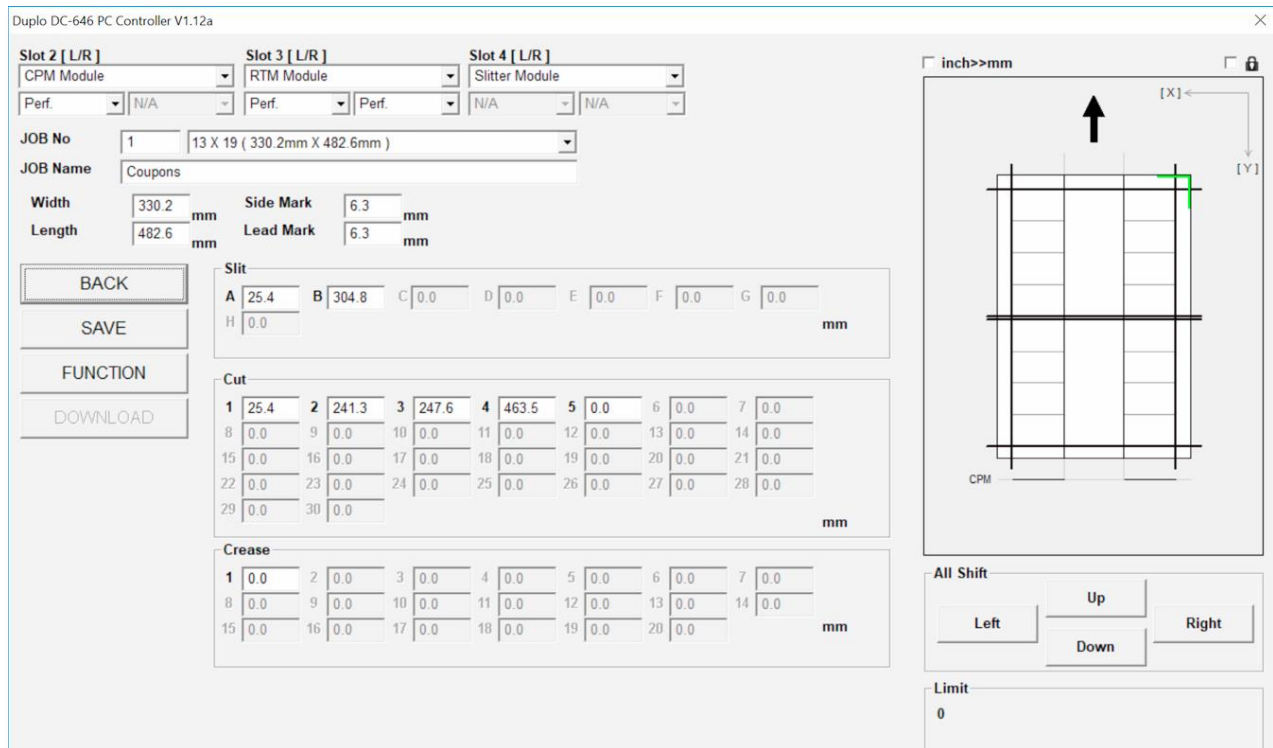 Duplo DC-646 PC Controller V1.12a
Slot 2 [ L/R ] Slot 3 [ L/R ] Slot 4 [ L/R ]
CPM Module RTM Module Slitter Module
Perf. N/A Perf. Perf. N/A N/A
JOB No 1 13 X 19 ( 330.2mm X 482.6mm )
JOB Name Coupons
Width 330.2 mm Side Mark 6.3 mm
Length 482.6 mm Lead Mark 6.3 mm
BACK
SAVE
FUNCTION
DOWNLOAD
Slit
A 25.4 B 304.8 C 0.0 D 0.0 E 0.0 F 0.0 G 0.0
H 0.0 mm
Cut
1 25.4 2 241.3 3 247.6 4 463.5 5 0.0 6 0.0 7 0.0
8 0.0 9 0.0 10 0.0 11 0.0 12 0.0 13 0.0 14 0.0
15 0.0 16 0.0 17 0.0 18 0.0 19 0.0 20 0.0 21 0.0
22 0.0 23 0.0 24 0.0 25 0.0 26 0.0 27 0.0 28 0.0
29 0.0 30 0.0
mm
Crease
1 0.0 2 0.0 3 0.0 4 0.0 5 0.0 6 0.0 7 0.0
8 0.0 9 0.0 10 0.0 11 0.0 12 0.0 13 0.0 14 0.0
15 0.0 16 0.0 17 0.0 18 0.0 19 0.0 20 0.0 mm
inch>>mm
[X]
[Y]
CPM
All Shift
Up
Left Right
Down
Limit
0